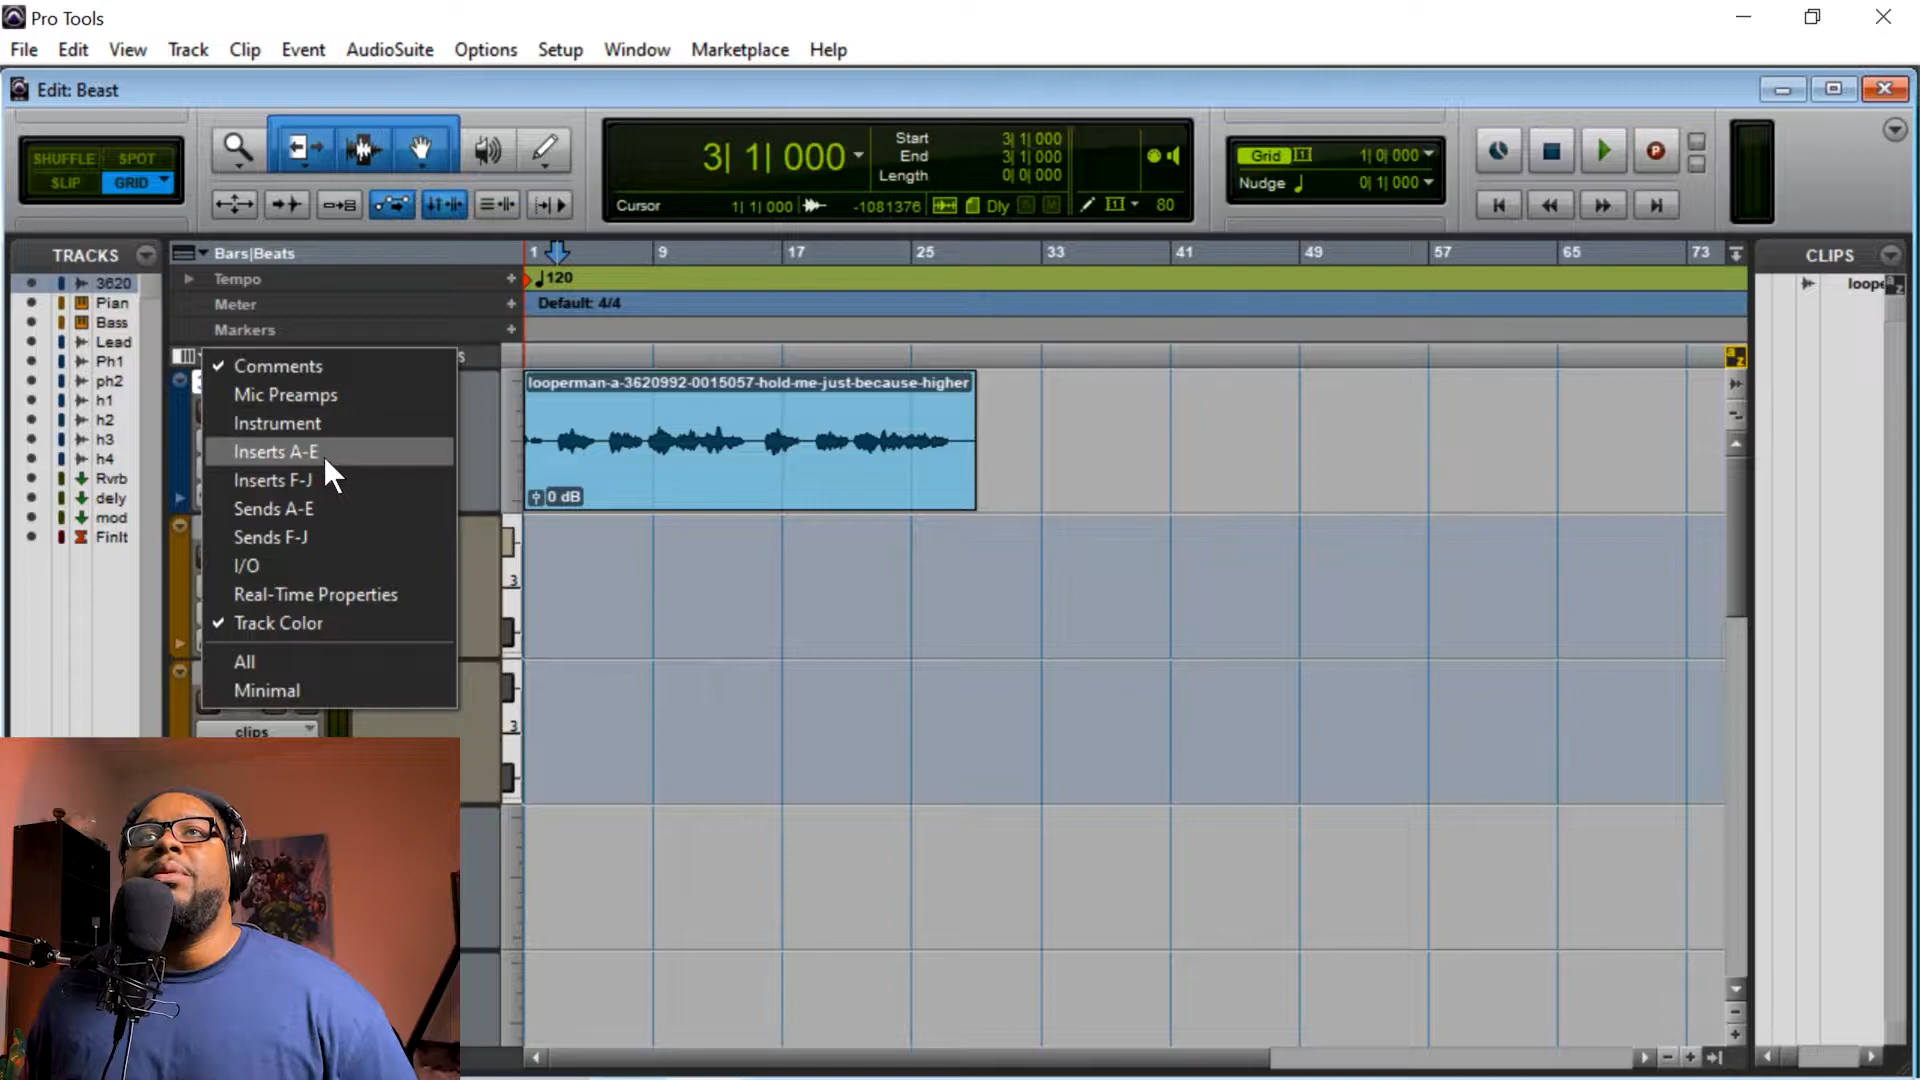 Pro Tools
File Edit View Track Clip Event AudioSuite Options Setup Window Marketplace Help
Edit: Beast
SHUFFLE SPOT
SLIP GRID
3| 1| 000
Start 3| 1| 000
End 3| 1| 000
Length 0| 0| 000
Cursor 1| 1| 000 -1081376 Dly 80
Grid 1| 0| 000
Nudge 0| 1| 000
TRACKS
Bars|Beats
1 9 17 25 33 41 49 57 65 73
CLIPS
Tempo + 120
Meter + Default: 4/4
Markers +
3620
Pian
Bass
Lead
Ph1
ph2
h1
h2
h3
h4
Rvrb
dely
mod
FinIt
loope
Comments
Mic Preamps
Instrument
Inserts A-E
Inserts F-J
Sends A-E
Sends F-J
I/O
Real-Time Properties
Track Color
All
Minimal
clips
looperman-a-3620992-0015057-hold-me-just-because-higher
0 dB
3
3